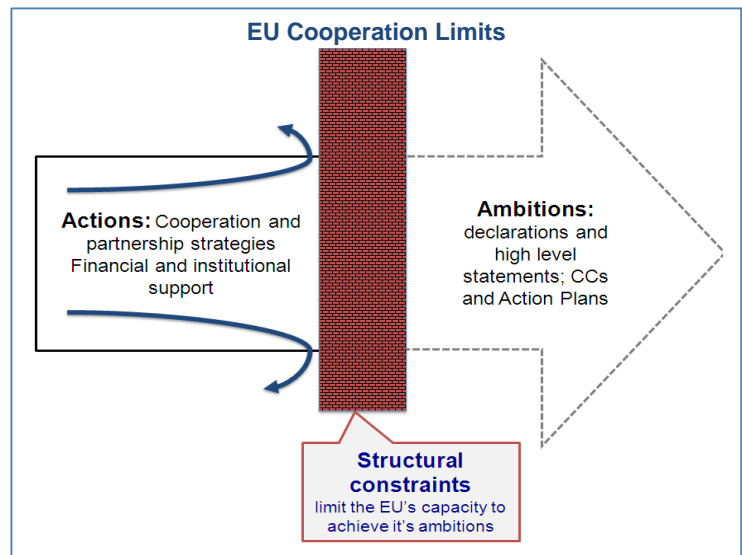 EU Cooperation Limits
Actions: Cooperation and
partnership strategies
Financial and institutional
support
Ambitions:
declarations and
high level
statements; CCs
and Action Plans
Structural
constraints
limit the EU's capacity to
achieve it's ambitions